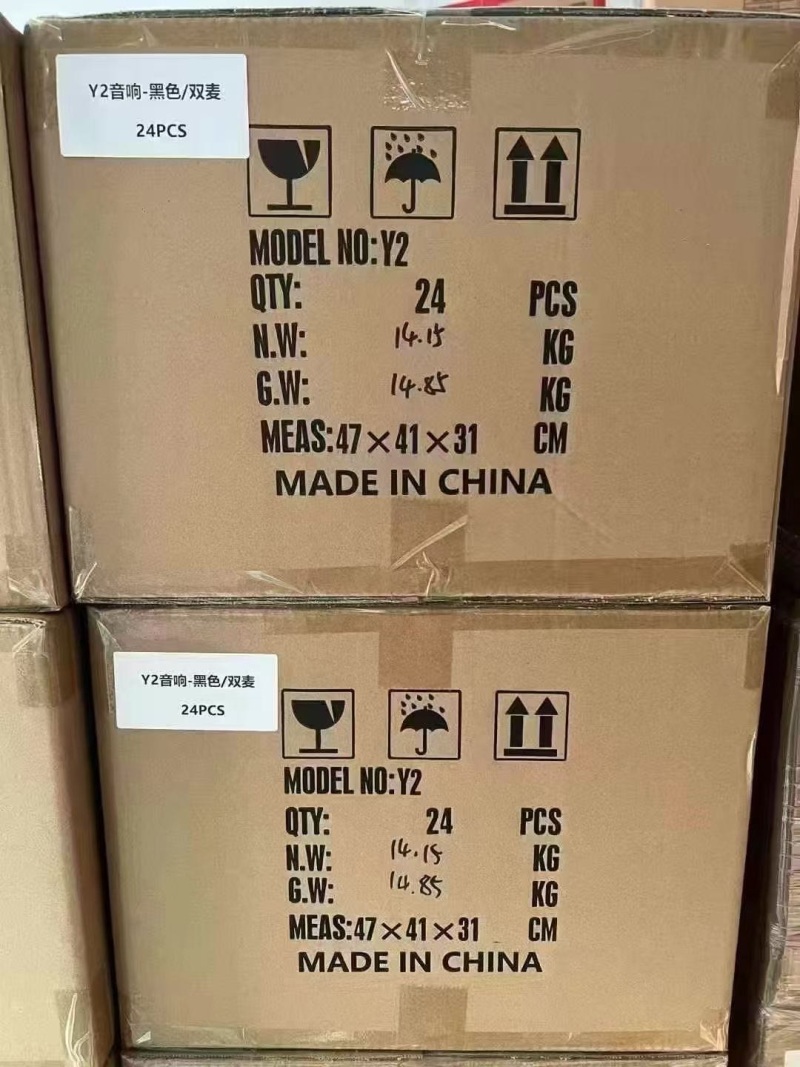 Y2音响-黑色/双麦
24PCS
MODEL NO:Y2
QTY: 24 PCS
N.W: 14.15 KG
G.W: 14.85 KG
MEAS:47×41×31 CM
MADE IN CHINA
Y2音响-黑色/双麦
24PCS
MODEL NO:Y2
QTY: 24 PCS
N.W: 14.15 KG
G.W: 14.85 KG
MEAS:47×41×31 CM
MADE IN CHINA